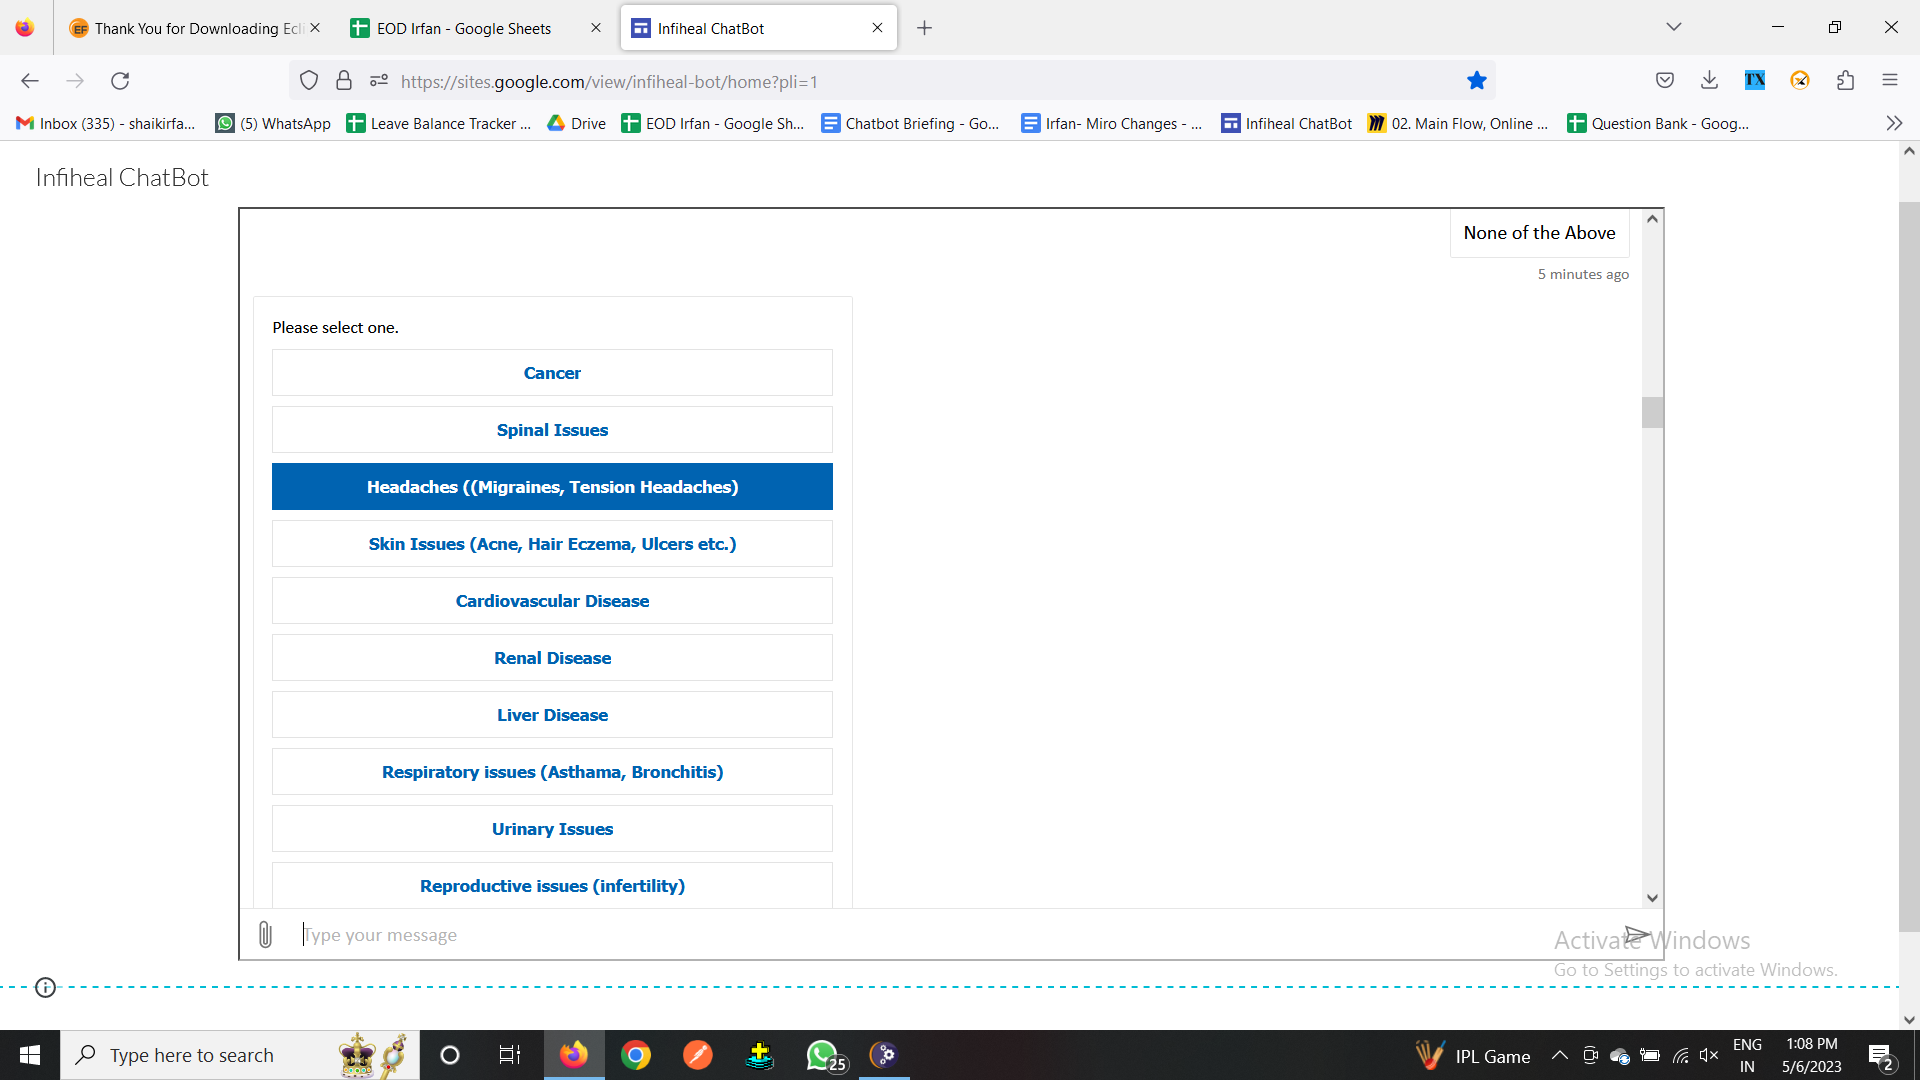 Thank You for Downloading Ecli
EOD Irfan - Google Sheets
Infiheal ChatBot
https://sites.google.com/view/infiheal-bot/home?pli=1
TX
Inbox (335) - shaikirfa...
(5) WhatsApp
Leave Balance Tracker ...
Drive
EOD Irfan - Google Sh...
Chatbot Briefing - Go...
Irfan- Miro Changes - ...
Infiheal ChatBot
02. Main Flow, Online ...
Question Bank - Goog...
Infiheal ChatBot
None of the Above
5 minutes ago
Please select one.
Cancer
Spinal Issues
Headaches ((Migraines, Tension Headaches)
Skin Issues (Acne, Hair Eczema, Ulcers etc.)
Cardiovascular Disease
Renal Disease
Liver Disease
Respiratory issues (Asthama, Bronchitis)
Urinary Issues
Reproductive issues (infertility)
Type your message
Activate Windows
Go to Settings to activate Windows.
Type here to search
25
IPL Game
ENG
IN
1:08 PM
5/6/2023
2